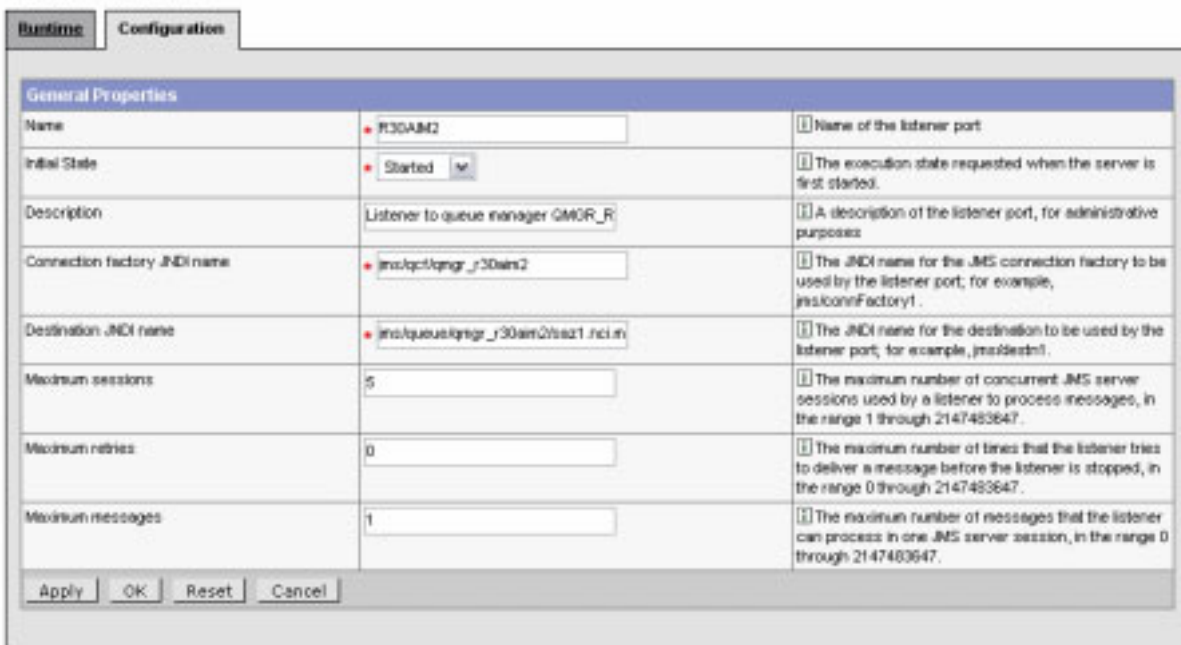 Runtime
Configuration
General Properties
Name
R30AIM2
Name of the listener port
Initial State
Started
The execution state requested when the server is
first started.
Description
Listener to queue manager QMGR_R
A description of the listener port, for administrative
purposes
Connection factory JNDI name
jms/qcf/qmgr_r30aim2
The JNDI name for the JMS connection factory to be
used by the listener port; for example,
jms/connFactory1.
Destination JNDI name
jms/queue/qmgr_r30aim2/
The JNDI name for the destination to be used by the
listener port; for example, jms/destn1.
Maximum sessions
5
The maximum number of concurrent JMS server
sessions used by a listener to process messages, in
the range 1 through 2147483647.
Maximum retries
0
The maximum number of times that the listener tries
to deliver a message before the listener is stopped, in
the range 0 through 2147483647.
Maximum messages
1
The maximum number of messages that the listener
can process in one JMS server session, in the range 0
through 2147483647.
Apply OK Reset Cancel